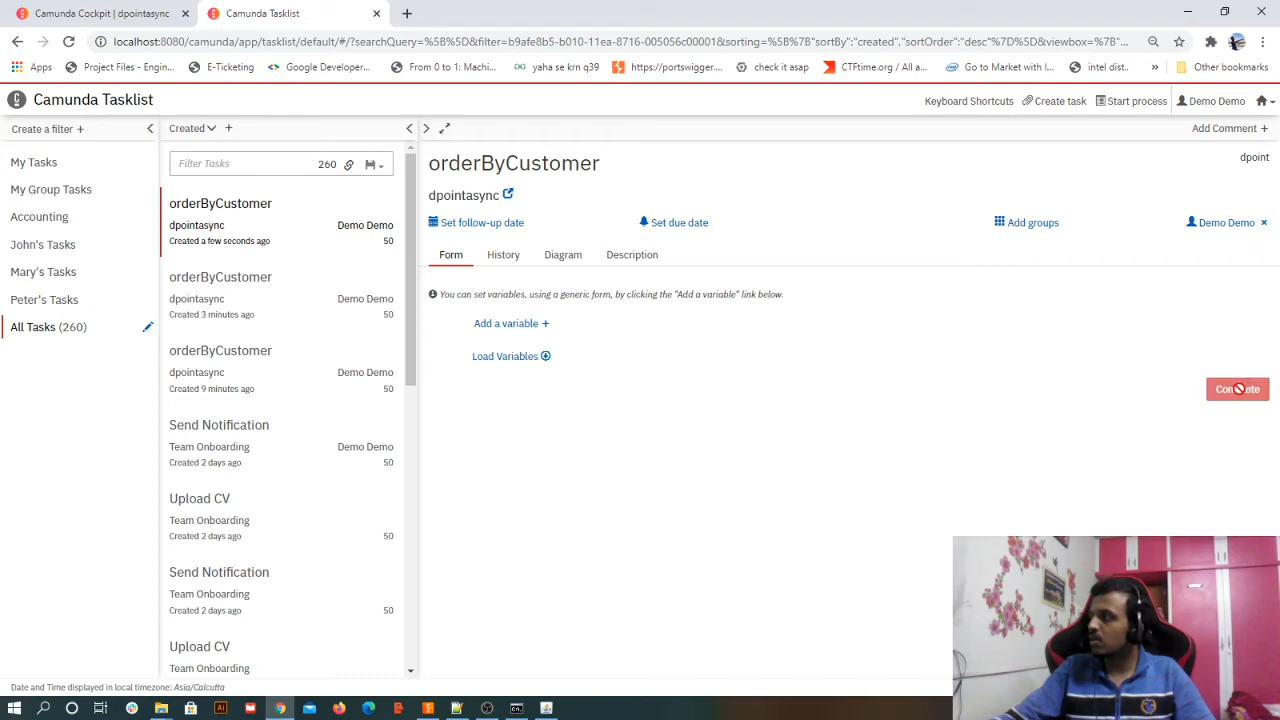 Camunda Cockpit | dpointasync
Camunda Tasklist
localhost:8080/camunda/app/tasklist/default/#/?searchQuery=%5B%5D&filter=b9afe8b5-b010-11ea-8716-005056c00001&sorting=%5B%7B"sortBy":"created","sortOrder":"desc"%7D%5D&viewbox=%7B"...
Apps
Project Files - Engin...
E-Ticketing
Google Developer...
From 0 to 1: Machi...
yaha se krn q39
https://portswigger...
check it asap
CTFtime.org / All a...
Go to Market with I...
intel dist...
»
Other bookmarks
Camunda Tasklist
Keyboard Shortcuts
Create task
Start process
Demo Demo
Create a filter +
Created
Add Comment +
My Tasks
My Group Tasks
Accounting
John's Tasks
Mary's Tasks
Peter's Tasks
All Tasks (260)
Filter Tasks
260
orderByCustomer
dpointasync
Demo Demo
Created a few seconds ago
50
orderByCustomer
dpointasync
Demo Demo
Created 3 minutes ago
50
orderByCustomer
dpointasync
Demo Demo
Created 9 minutes ago
50
Send Notification
Team Onboarding
Demo Demo
Created 2 days ago
50
Upload CV
Team Onboarding
Created 2 days ago
50
Send Notification
Team Onboarding
Created 2 days ago
50
Upload CV
Team Onboarding
orderByCustomer
dpoint
dpointasync
Set follow-up date
Set due date
Add groups
Demo Demo ×
Form
History
Diagram
Description
You can set variables, using a generic form, by clicking the "Add a variable" link below.
Add a variable +
Load Variables
Date and Time displayed in local timezone: Asia/Calcutta